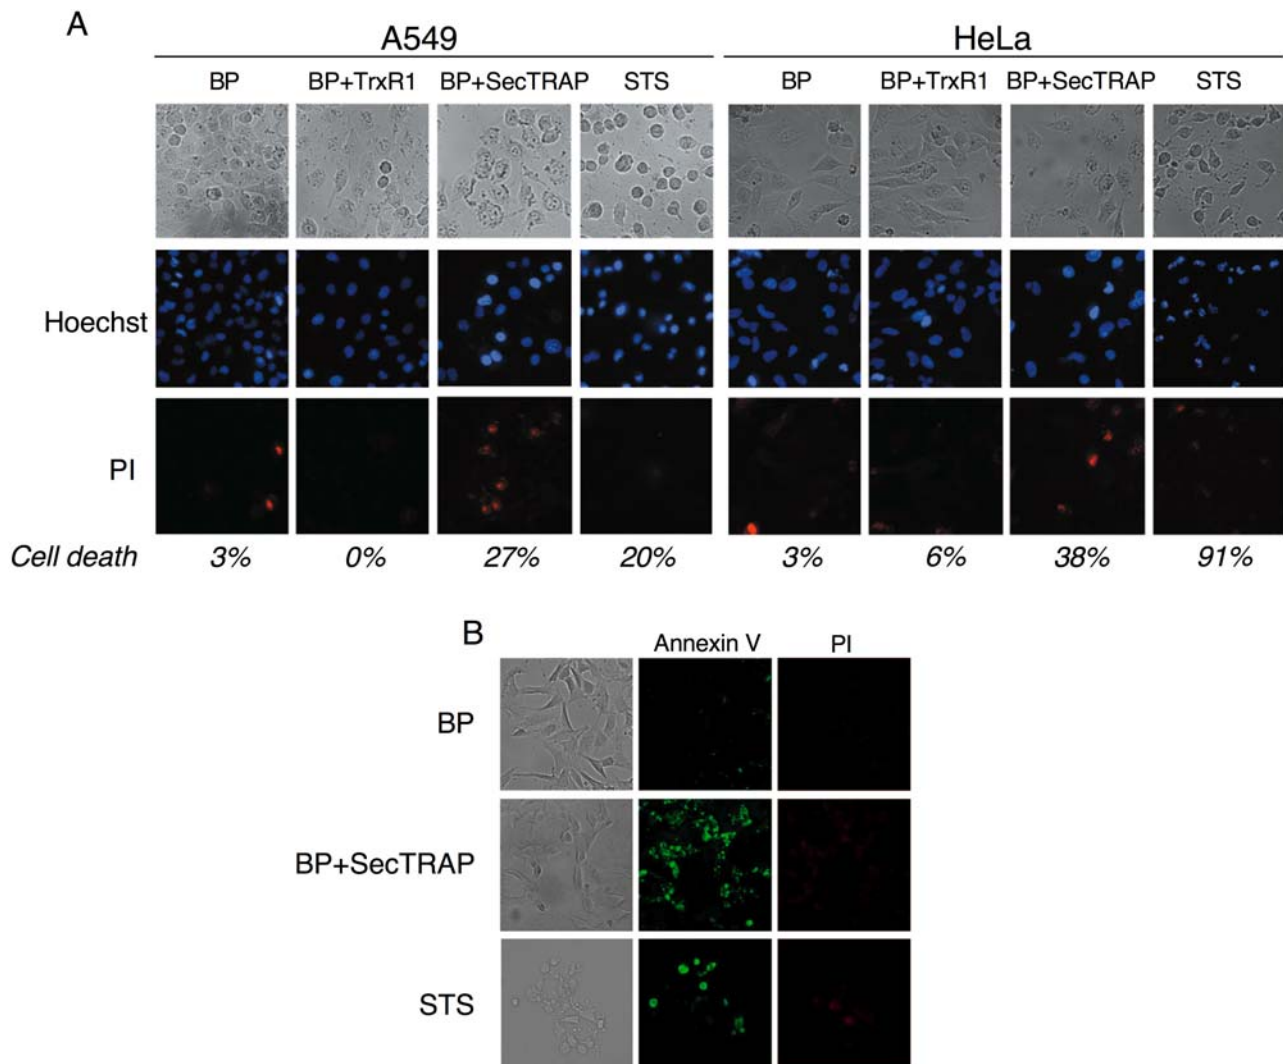 A
A549 HeLa
BP BP+TrxR1 BP+SecTRAP STS BP BP+TrxR1 BP+SecTRAP STS
Hoechst
PI
Cell death 3% 0% 27% 20% 3% 6% 38% 91%
B
Annexin V PI
BP
BP+SecTRAP
STS